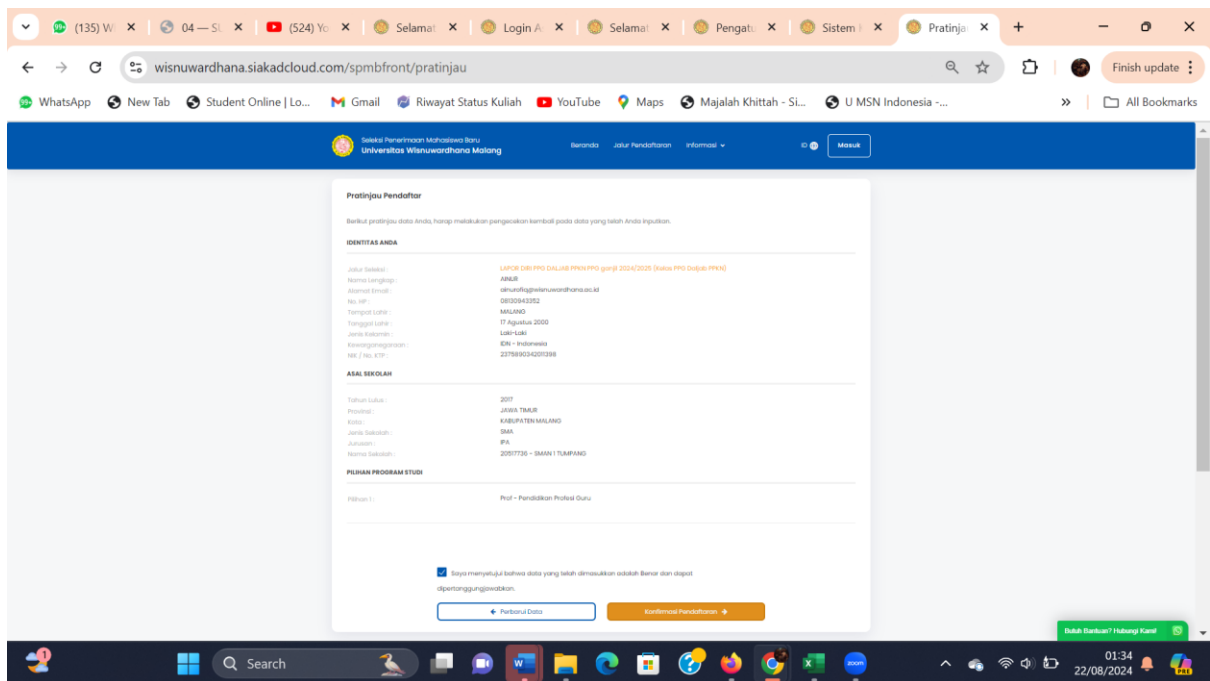 (135) W
04 — SL
(524) Yo
Selamat
Login A
Selamat
Pengatu
Sistem
Pratinja
wisnuwardhana.siakadcloud.com/spmbfront/pratinjau
Finish update
WhatsApp
New Tab
Student Online | Lo...
Gmail
Riwayat Status Kuliah
YouTube
Maps
Majalah Khittah - Si...
U MSN Indonesia -...
»
All Bookmarks
Seleksi Penerimaan Mahasiswa Baru
Universitas Wisnuwardhana Malang
Beranda
Jalur Pendaftaran
Informasi
ID
Masuk
Pratinjau Pendaftar
Berikut pratinjau data Anda, harap melakukan pengecekan kembali pada data yang telah Anda inputkan.
IDENTITAS ANDA
Jalur Seleksi : LAPOR DIRI PPG DALJAB PPKN PPG ganjil 2024/2025 (Kelas PPG Daljab PPKN)
Nama Lengkap : AINUR
Alamat Email : ainurofiq@wisnuwardhana.ac.id
No. HP : 08130943352
Tempat Lahir : MALANG
Tanggal Lahir : 17 Agustus 2000
Jenis Kelamin : Laki-Laki
Kewarganegaraan : IDN - Indonesia
NIK / No. KTP : 2375890342011398
ASAL SEKOLAH
Tahun Lulus : 2017
Provinsi : JAWA TIMUR
Kota : KABUPATEN MALANG
Jenis Sekolah : SMA
Jurusan : IPA
Nama Sekolah : 20517736 - SMAN 1 TUMPANG
PILIHAN PROGRAM STUDI
Pilihan 1 : Prof - Pendidikan Profesi Guru
Saya menyetujui bahwa data yang telah dimasukkan adalah Benar dan dapat
dipertanggungjawabkan.
Perbarui Data
Konfirmasi Pendaftaran
Butuh Bantuan? Hubungi Kami!
1
Search
01:34
22/08/2024